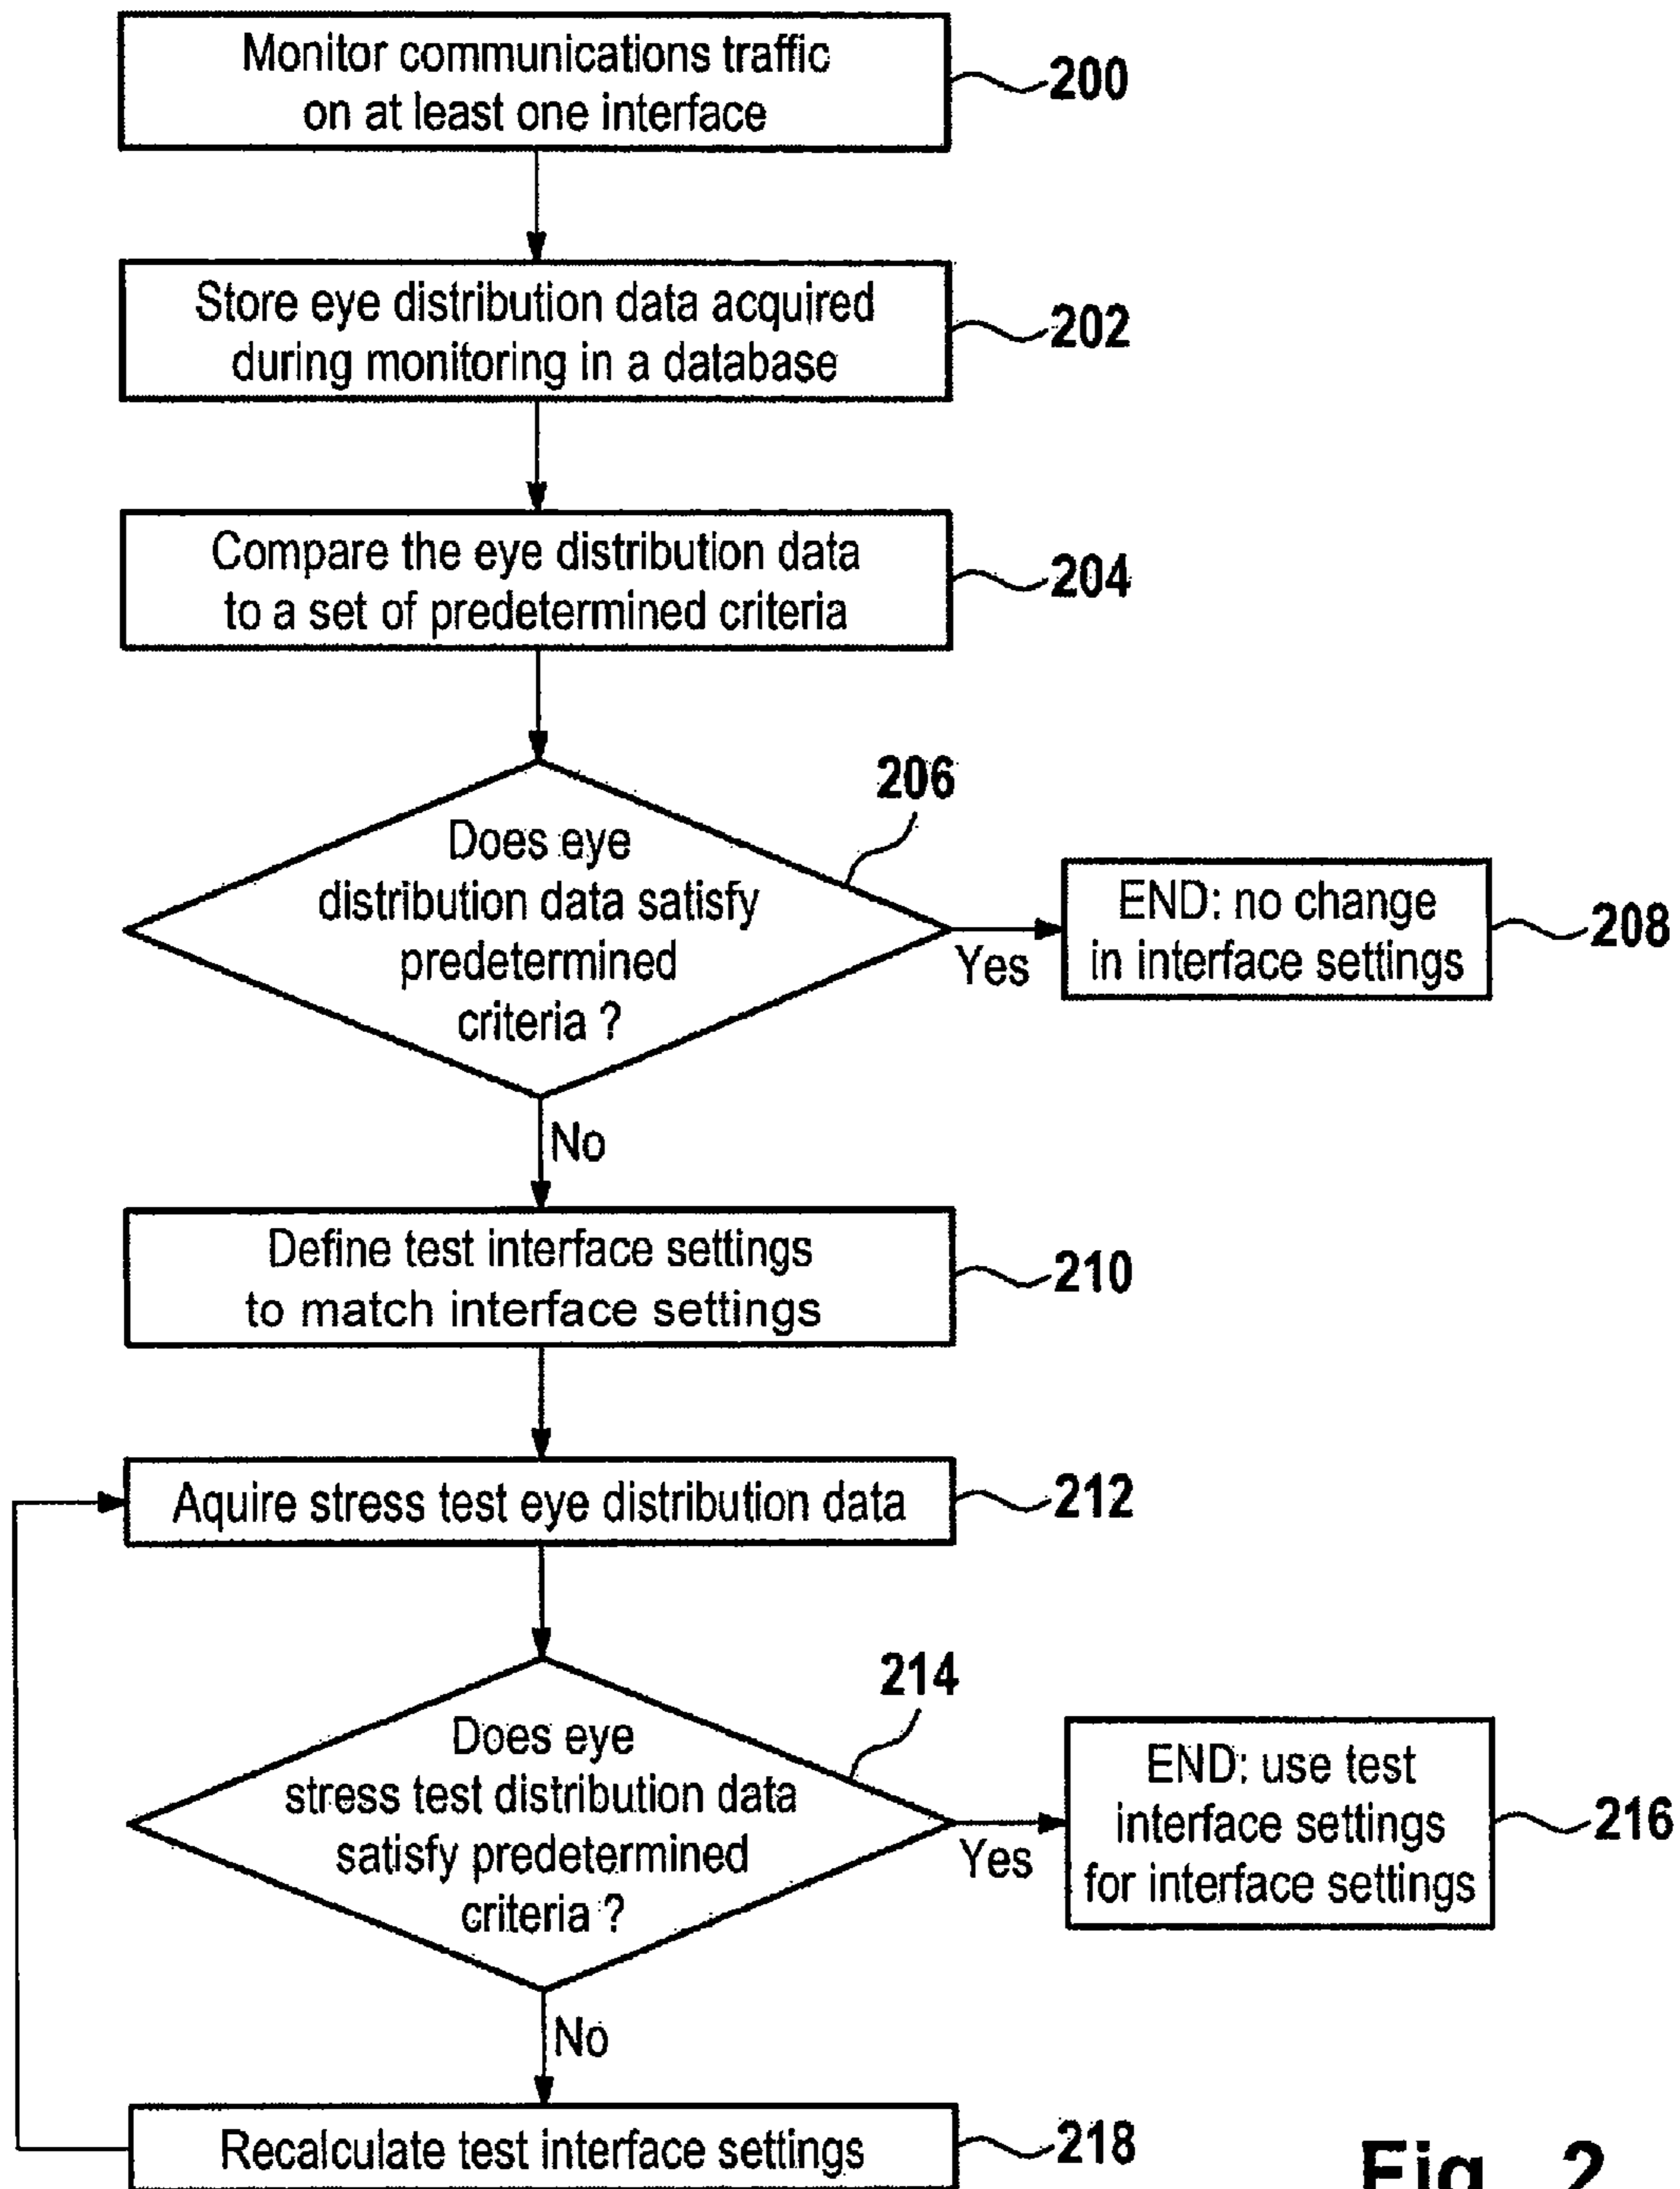 Monitor communications traffic
on at least one interface
200
Store eye distribution data acquired
during monitoring in a database
202
Compare the eye distribution data
to a set of predetermined criteria
204
206
Does eye
distribution data satisfy
predetermined
criteria ?
Yes
END: no change
in interface settings
208
No
Define test interface settings
to match interface settings
210
Aquire stress test eye distribution data
212
214
Does eye
stress test distribution data
satisfy predetermined
criteria ?
Yes
END: use test
interface settings
for interface settings
216
No
Recalculate test interface settings
218
Fig. 2